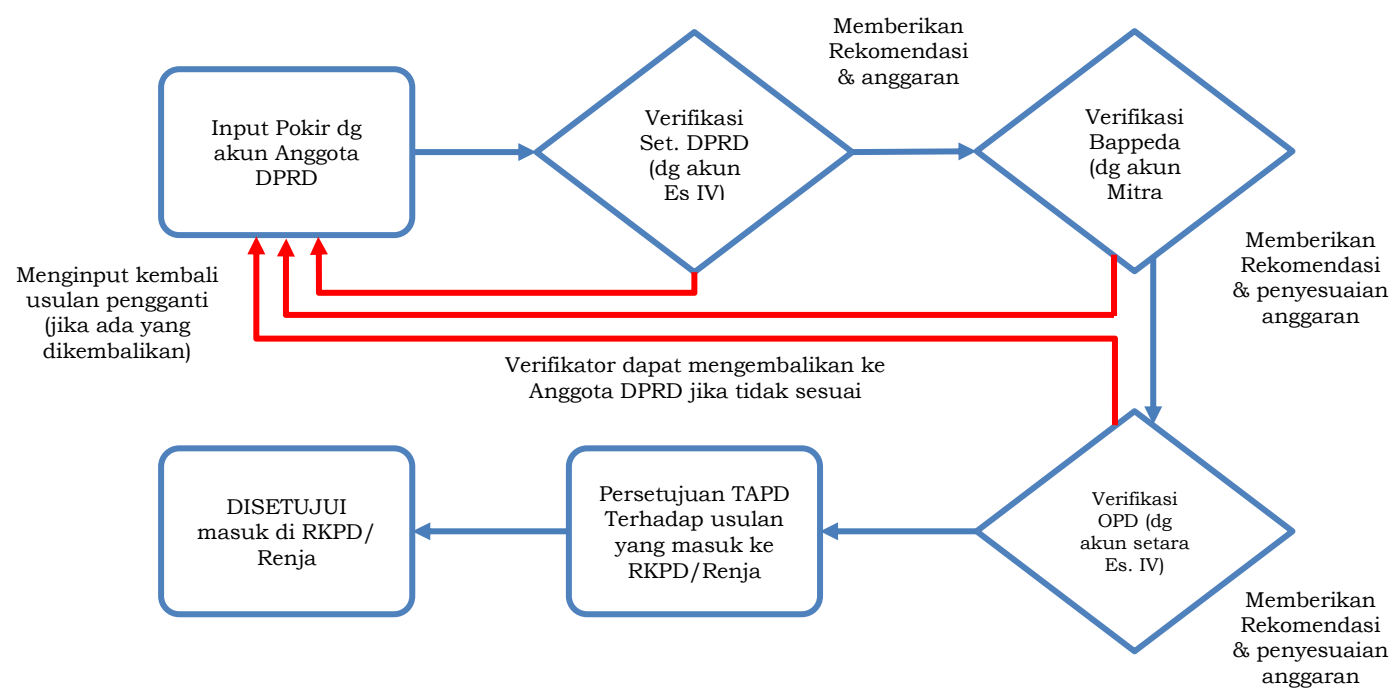 Input Pokir dg
akun Anggota
DPRD
Verifikasi
Set. DPRD
(dg akun
Es IV)
Memberikan
Rekomendasi
& anggaran
Verifikasi
Bappeda
(dg akun
Mitra
Memberikan
Rekomendasi
& penyesuaian
anggaran
Menginput kembali
usulan pengganti
(jika ada yang
dikembalikan)
Verifikator dapat mengembalikan ke
Anggota DPRD jika tidak sesuai
Verifikasi
OPD (dg
akun setara
Es. IV)
Memberikan
Rekomendasi
& penyesuaian
anggaran
Persetujuan TAPD
Terhadap usulan
yang masuk ke
RKPD/Renja
DISETUJUI
masuk di RKPD/
Renja